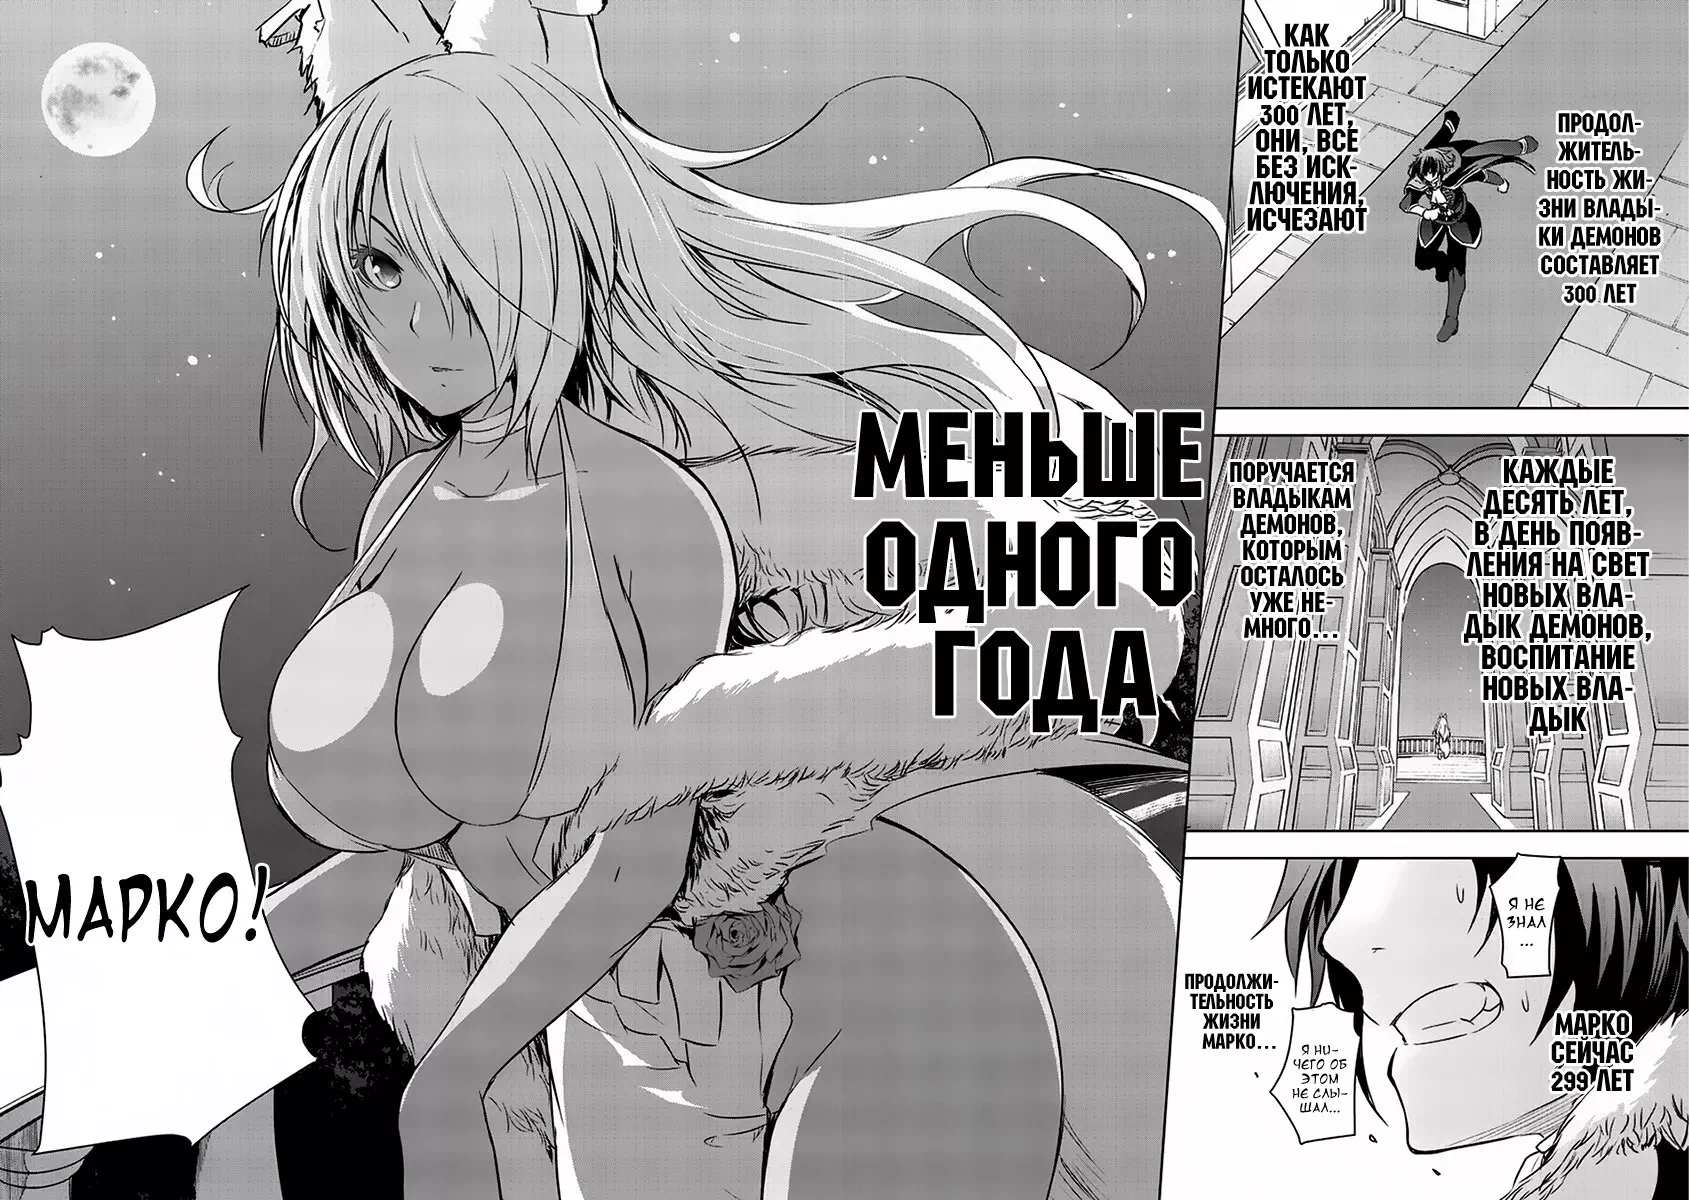 ПРОДОЛ-
ЖИТЕЛЬ-
НОСТЬ ЖИ-
ЗНИ ВЛАДЫ-
КИ ДЕМОНОВ
СОСТАВЛЯЕТ
300 ЛЕТ
КАК
ТОЛЬКО
ИСТЕКАЮТ
300 ЛЕТ,
ОНИ, ВСЕ
БЕЗ ИСК-
ЛЮЧЕНИЯ,
ИСЧЕЗАЮТ
КАЖДЫЕ
ДЕСЯТЬ ЛЕТ,
В ДЕНЬ ПОЯВ-
ЛЕНИЯ НА СВЕТ
НОВЫХ ВЛА-
ДЫК ДЕМОНОВ,
ВОСПИТАНИЕ
НОВЫХ ВЛА-
ДЫК
ПОРУЧАЕТСЯ
ВЛАДЫКАМ
ДЕМОНОВ,
КОТОРЫМ
ОСТАЛОСЬ
УЖЕ НЕ-
МНОГО...
Я НЕ
ЗНАЛ
...
МАРКО
СЕЙЧАС
299 ЛЕТ
Я НИ-
ЧЕГО ОБ
ЭТОМ
НЕ СЛЫ-
ШАЛ...
ПРОДОЛЖИ-
ТЕЛЬНОСТЬ
ЖИЗНИ
МАРКО...
МЕНЬШЕ
ОДНОГО
ГОДА
МАРКО!